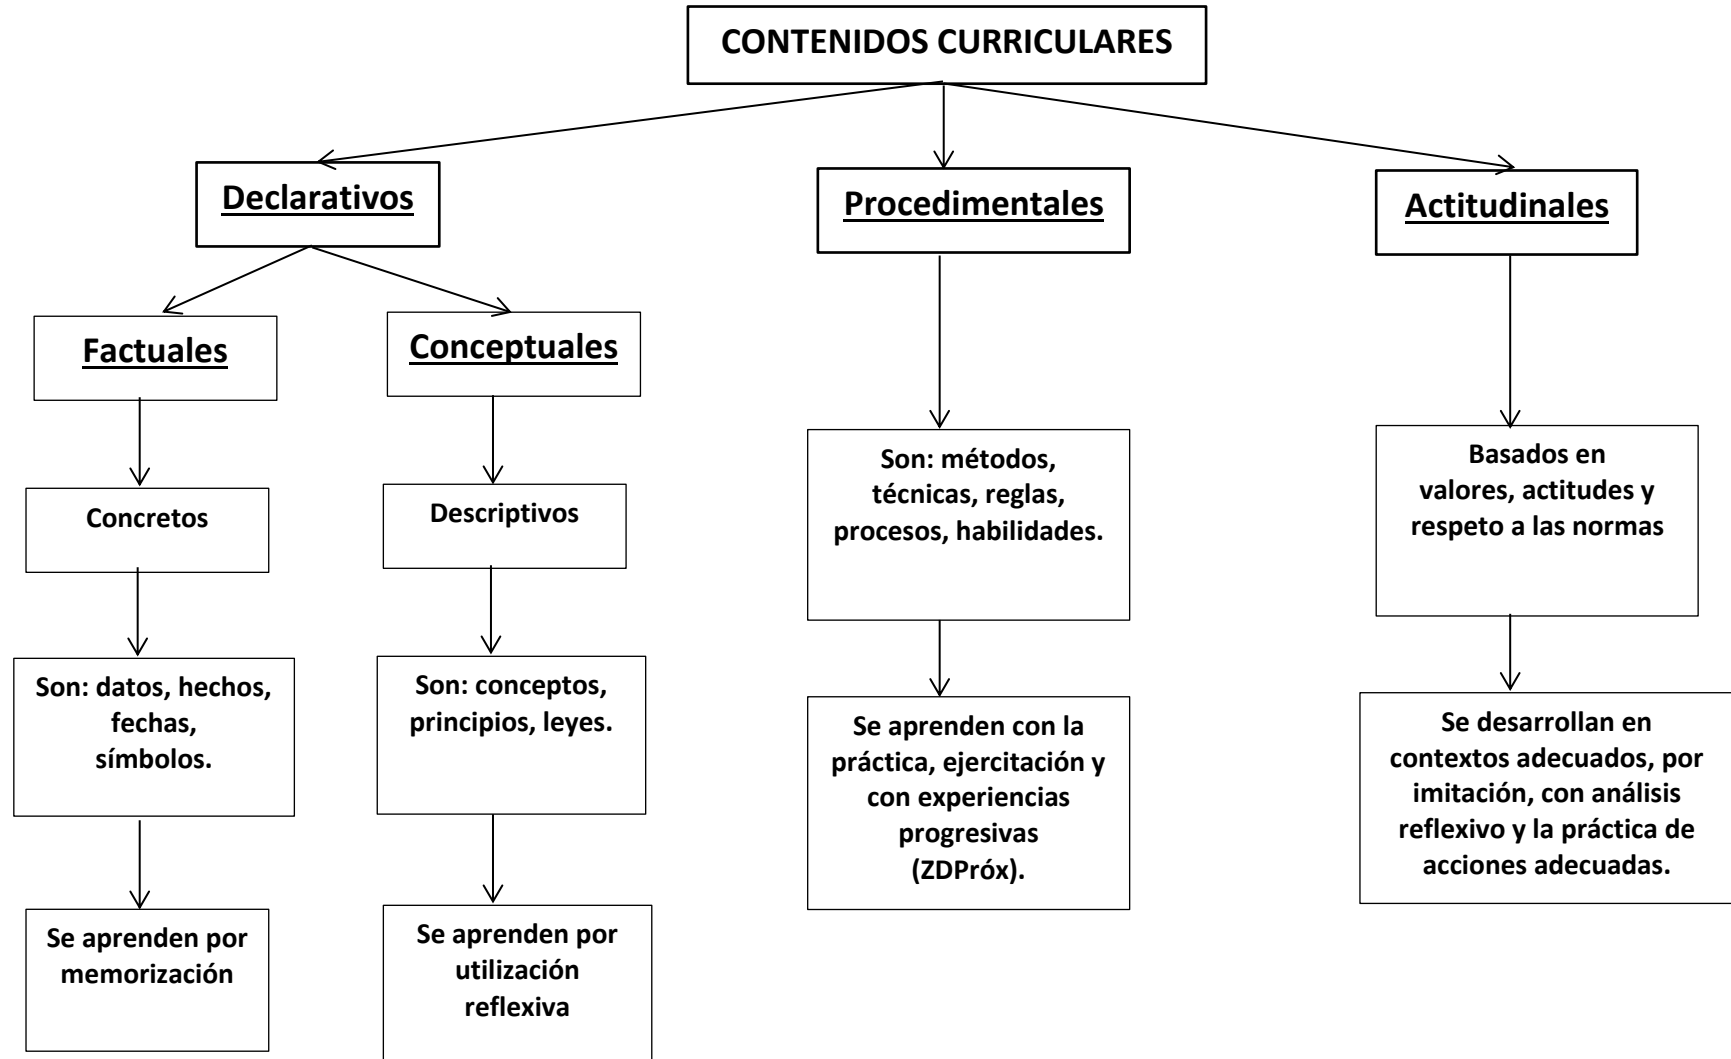 CONTENIDOS CURRICULARES
Declarativos
Procedimentales
Actitudinales
Factuales
Conceptuales
Concretos
Descriptivos
Son: métodos,
técnicas, reglas,
procesos, habilidades.
Basados en
valores, actitudes y
respeto a las normas
Son: datos, hechos,
fechas,
símbolos.
Son: conceptos,
principios, leyes.
Se aprenden con la
práctica, ejercitación y
con experiencias
progresivas
(ZDPróx).
Se desarrollan en
contextos adecuados, por
imitación, con análisis
reflexivo y la práctica de
acciones adecuadas.
Se aprenden por
memorización
Se aprenden por
utilización
reflexiva